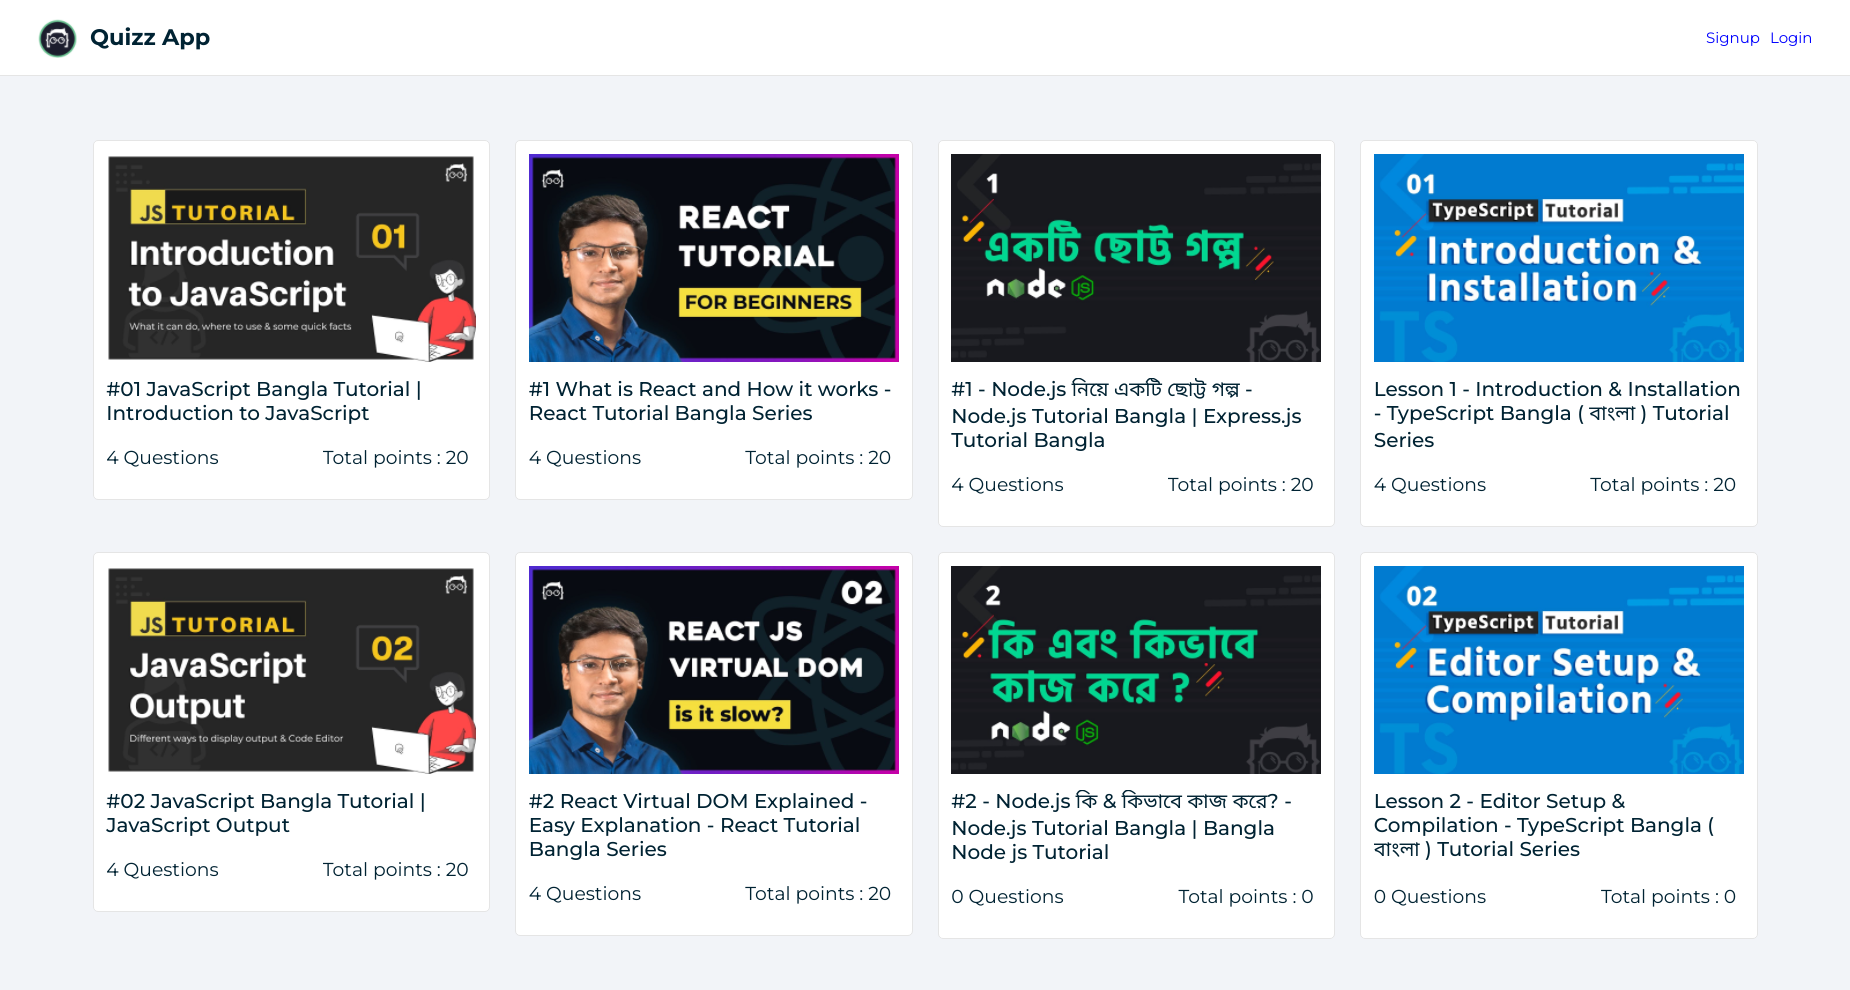 Quizz App
Signup Login
JS TUTORIAL
01
Introduction
to JavaScript
What it can do, where to use & some quick facts
#01 JavaScript Bangla Tutorial |
Introduction to JavaScript
4 Questions Total points : 20
REACT
TUTORIAL
FOR BEGINNERS
#1 What is React and How it works -
React Tutorial Bangla Series
4 Questions Total points : 20
1
একটি ছোট্ট গল্প
node JS
#1 - Node.js নিয়ে একটি ছোট্ট গল্প -
Node.js Tutorial Bangla | Express.js
Tutorial Bangla
4 Questions Total points : 20
01
TypeScript Tutorial
Introduction &
Installation
TS
Lesson 1 - Introduction & Installation
- TypeScript Bangla ( বাংলা ) Tutorial
Series
4 Questions Total points : 20
JS TUTORIAL
02
JavaScript
Output
Different ways to display output & Code Editor
#02 JavaScript Bangla Tutorial |
JavaScript Output
4 Questions Total points : 20
02
REACT JS
VIRTUAL DOM
is it slow?
#2 React Virtual DOM Explained -
Easy Explanation - React Tutorial
Bangla Series
4 Questions Total points : 20
2
কি এবং কিভাবে
কাজ করে ?
node JS
#2 - Node.js কি & কিভাবে কাজ করে? -
Node.js Tutorial Bangla | Bangla
Node js Tutorial
0 Questions Total points : 0
02
TypeScript Tutorial
Editor Setup &
Compilation
TS
Lesson 2 - Editor Setup &
Compilation - TypeScript Bangla (
বাংলা ) Tutorial Series
0 Questions Total points : 0